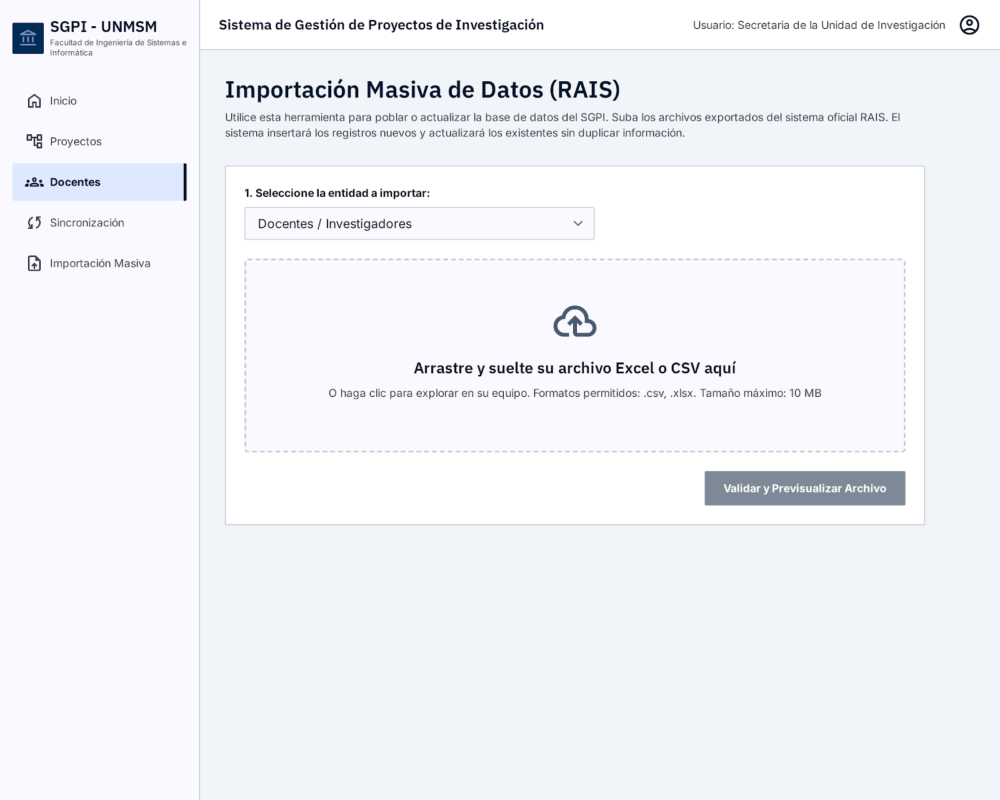 SGPI - UNMSM
Facultad de Ingeniería de Sistemas e
Informática
Inicio
Proyectos
Docentes
Sincronización
Importación Masiva
Sistema de Gestión de Proyectos de Investigación
Usuario: Secretaria de la Unidad de Investigación
Importación Masiva de Datos (RAIS)
Utilice esta herramienta para poblar o actualizar la base de datos del SGPI. Suba los archivos exportados del sistema oficial RAIS. El
sistema insertará los registros nuevos y actualizará los existentes sin duplicar información.
1. Seleccione la entidad a importar:
Docentes / Investigadores
Arrastre y suelte su archivo Excel o CSV aquí
O haga clic para explorar en su equipo. Formatos permitidos: .csv, .xlsx. Tamaño máximo: 10 MB
Validar y Previsualizar Archivo